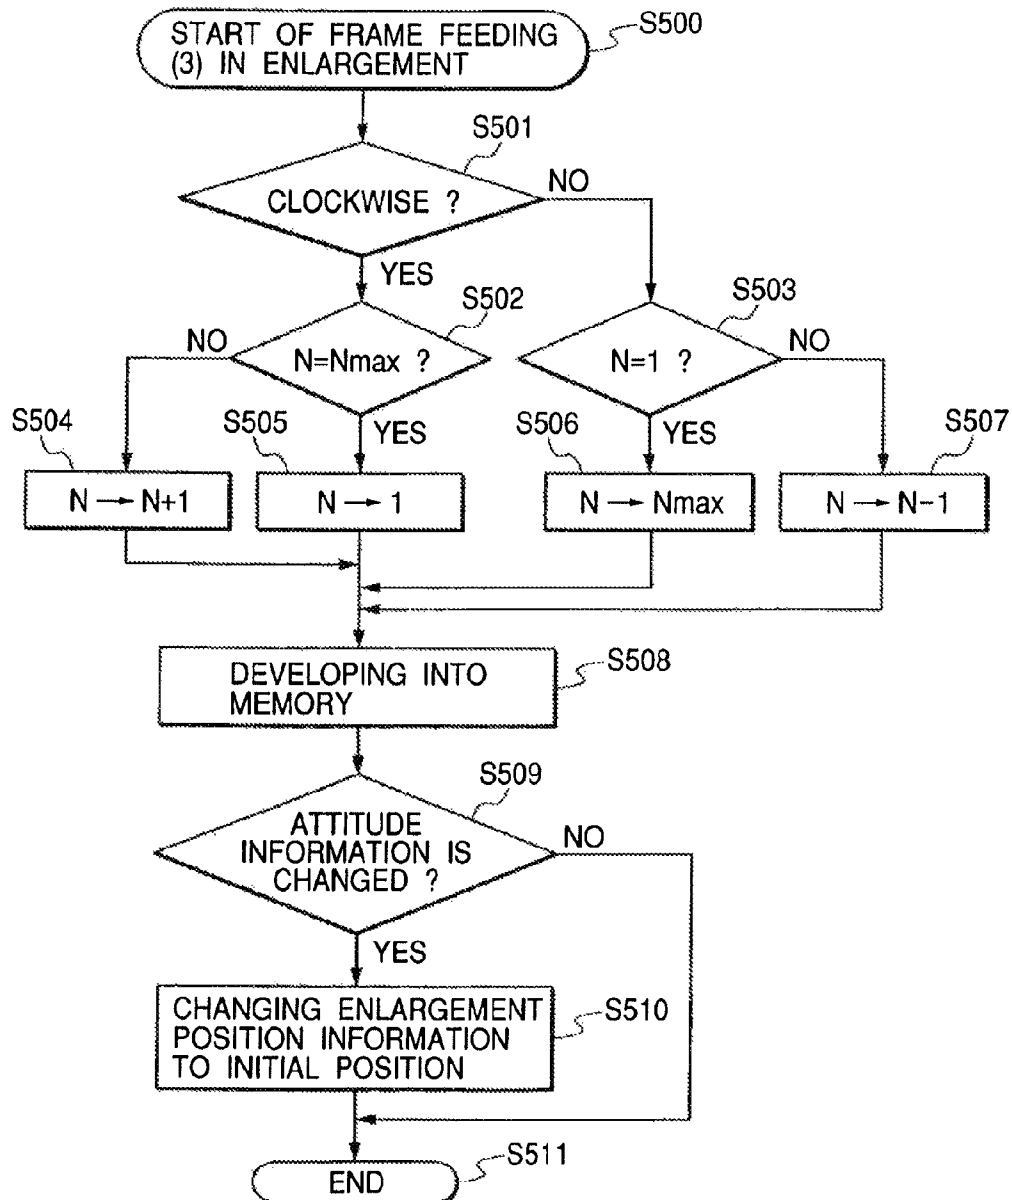 START OF FRAME FEEDING
(3) IN ENLARGEMENT
S500
S501
CLOCKWISE ?
NO
YES
S502
S503
NO
N=Nmax ?
N=1 ?
NO
S504
S505
YES
S506
YES
S507
N → N+1
N → 1
N → Nmax
N → N-1
DEVELOPING INTO
MEMORY
S508
S509
ATTITUDE
INFORMATION IS
CHANGED ?
NO
YES
CHANGING ENLARGEMENT
POSITION INFORMATION
TO INITIAL POSITION
S510
S511
END